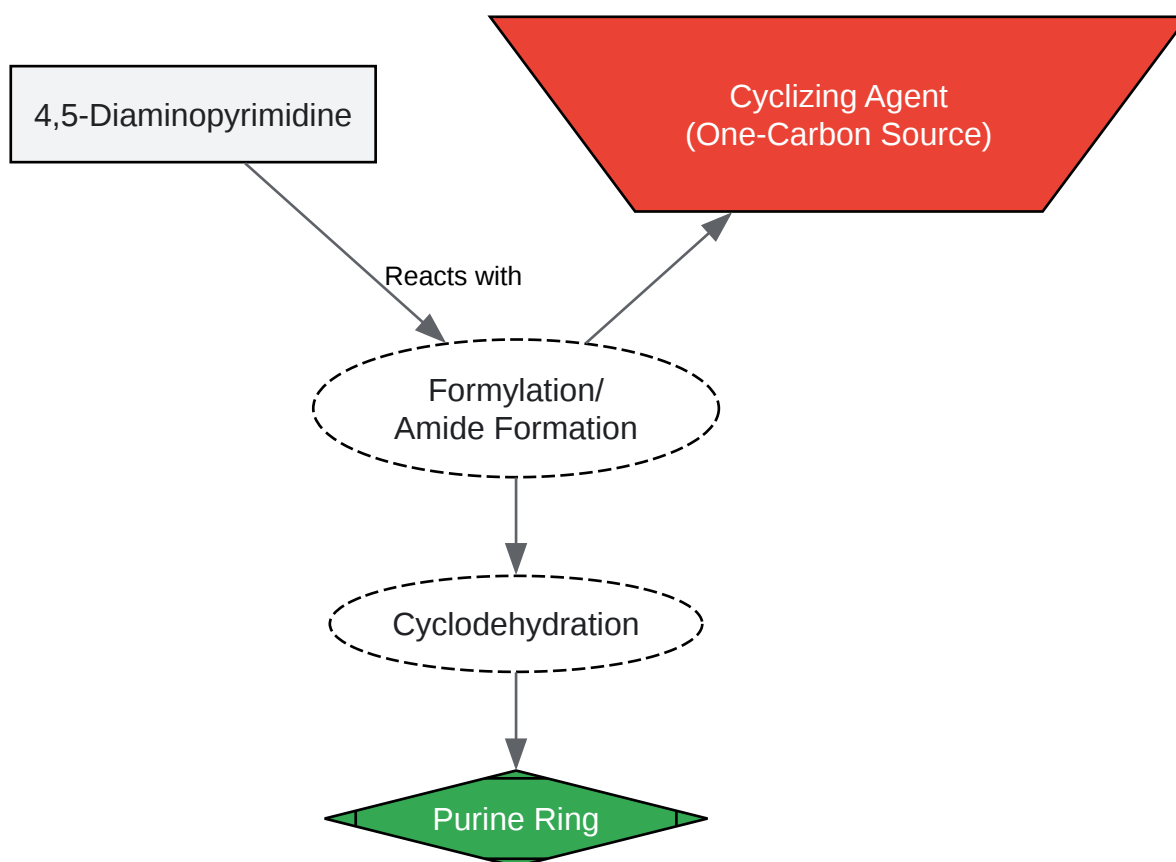 4,5-Diaminopyrimidine
Cyclizing Agent
(One-Carbon Source)
Reacts with
Formylation/
Amide Formation
Cyclodehydration
Purine Ring